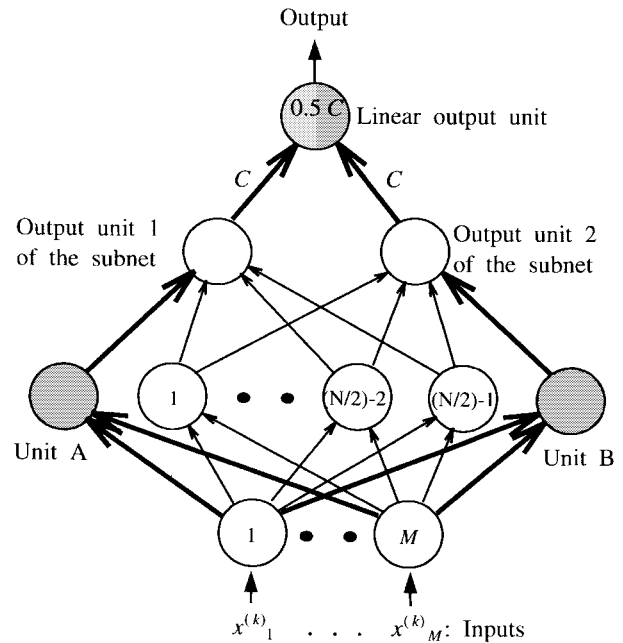 Output
0.5 C
Linear output unit
C
C
Output unit 1
of the subnet
Output unit 2
of the subnet
1
(N/2)-2
(N/2)-1
Unit A
Unit B
1
M
x^(k)_1 . . . x^(k)_M: Inputs